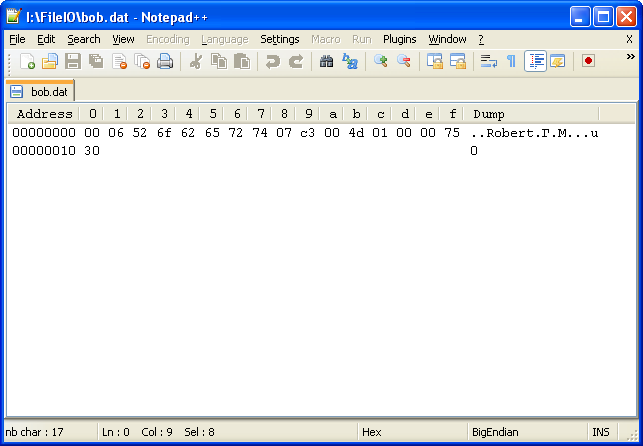 I:\FileIO\bob.dat - Notepad++
File Edit Search View Encoding Language Settings Macro Run Plugins Window ? X
bob.dat
Address 0 1 2 3 4 5 6 7 8 9 a b c d e f Dump
00000000 00 06 52 6f 62 65 72 74 07 c3 00 4d 01 00 00 75 ..Robert.Г.M...u
00000010 30 0
nb char : 17 Ln : 0 Col : 9 Sel : 8 Hex BigEndian INS